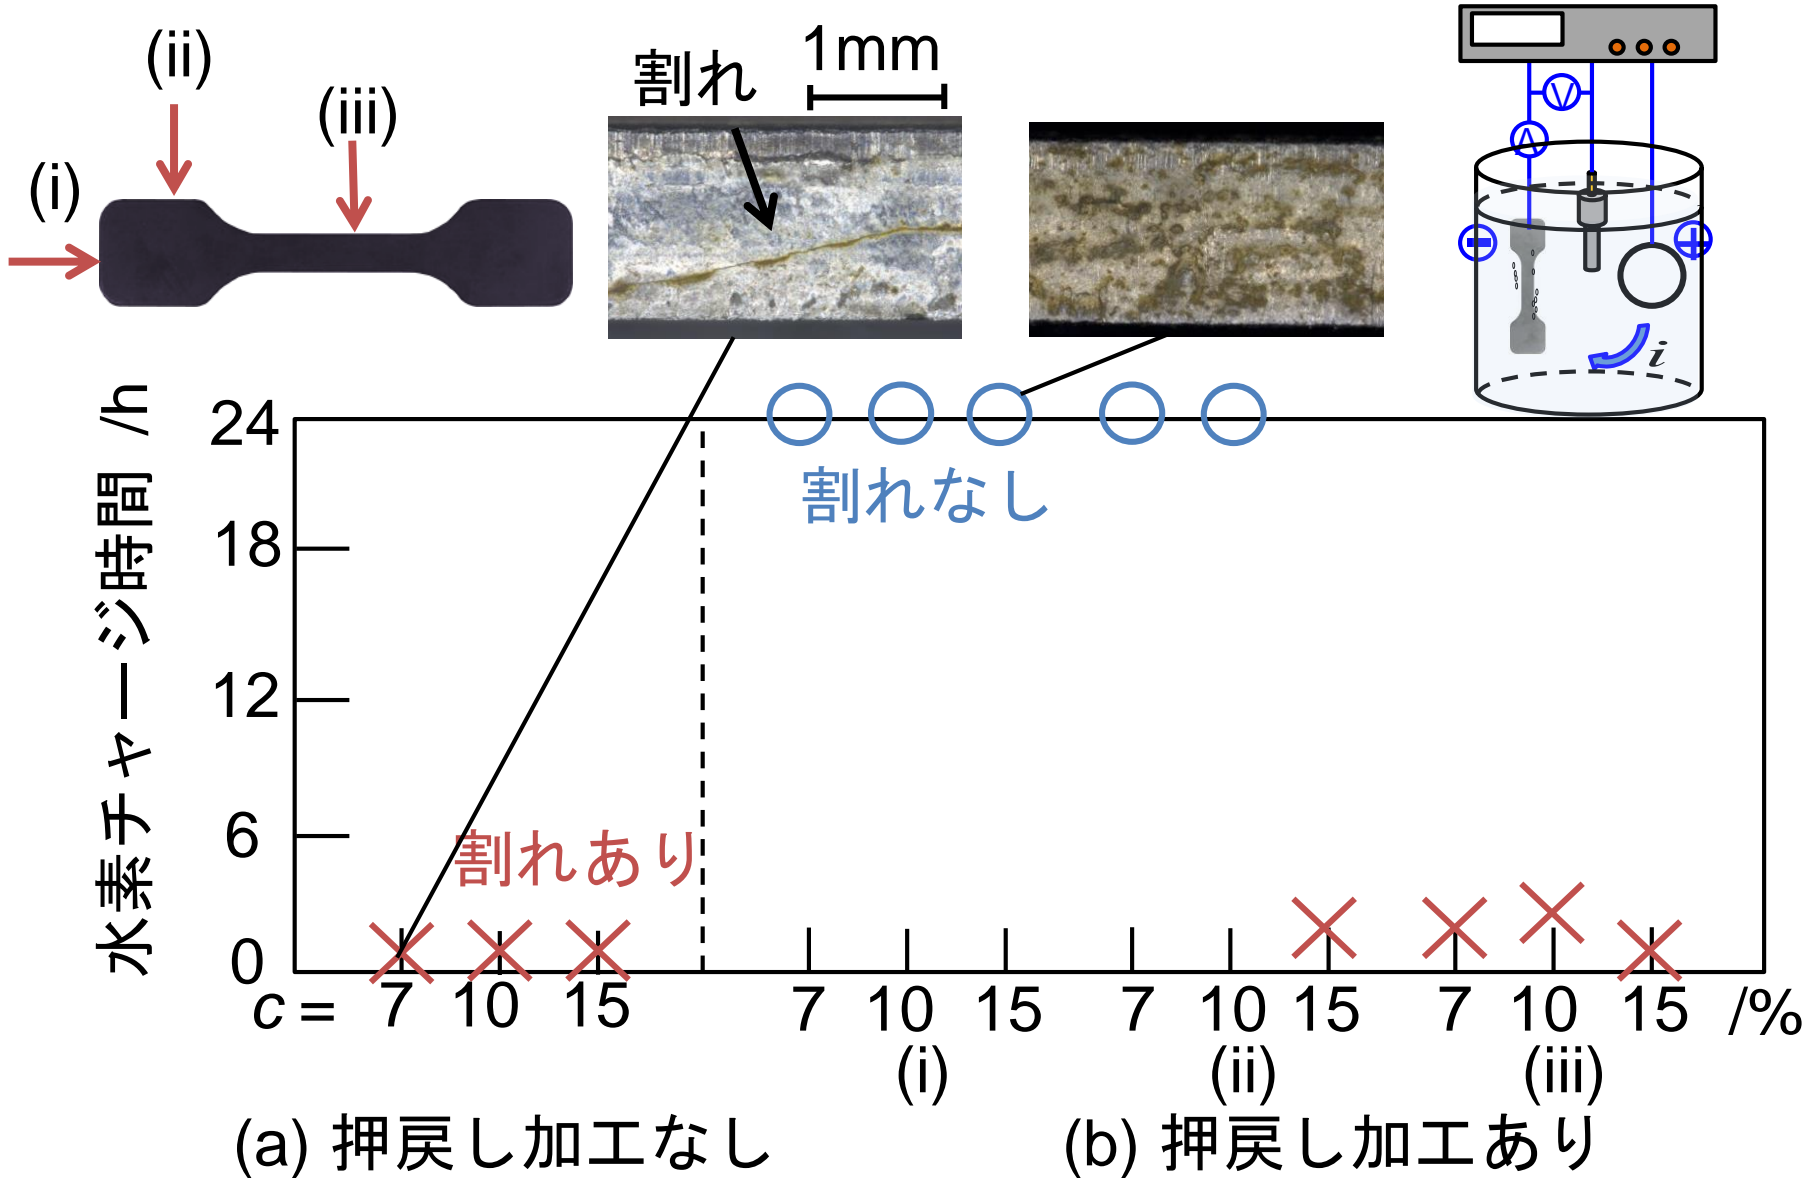 (ii)
(iii)
(i)
割れ
1mm
V
A
i
水素チャージ時間 /h
24
18
12
6
0
割れなし
割れあり
c = 7 10 15 7 10 15 7 10 15 7 10 15 /%
(i) (ii) (iii)
(a) 押戻し加工なし
(b) 押戻し加工あり